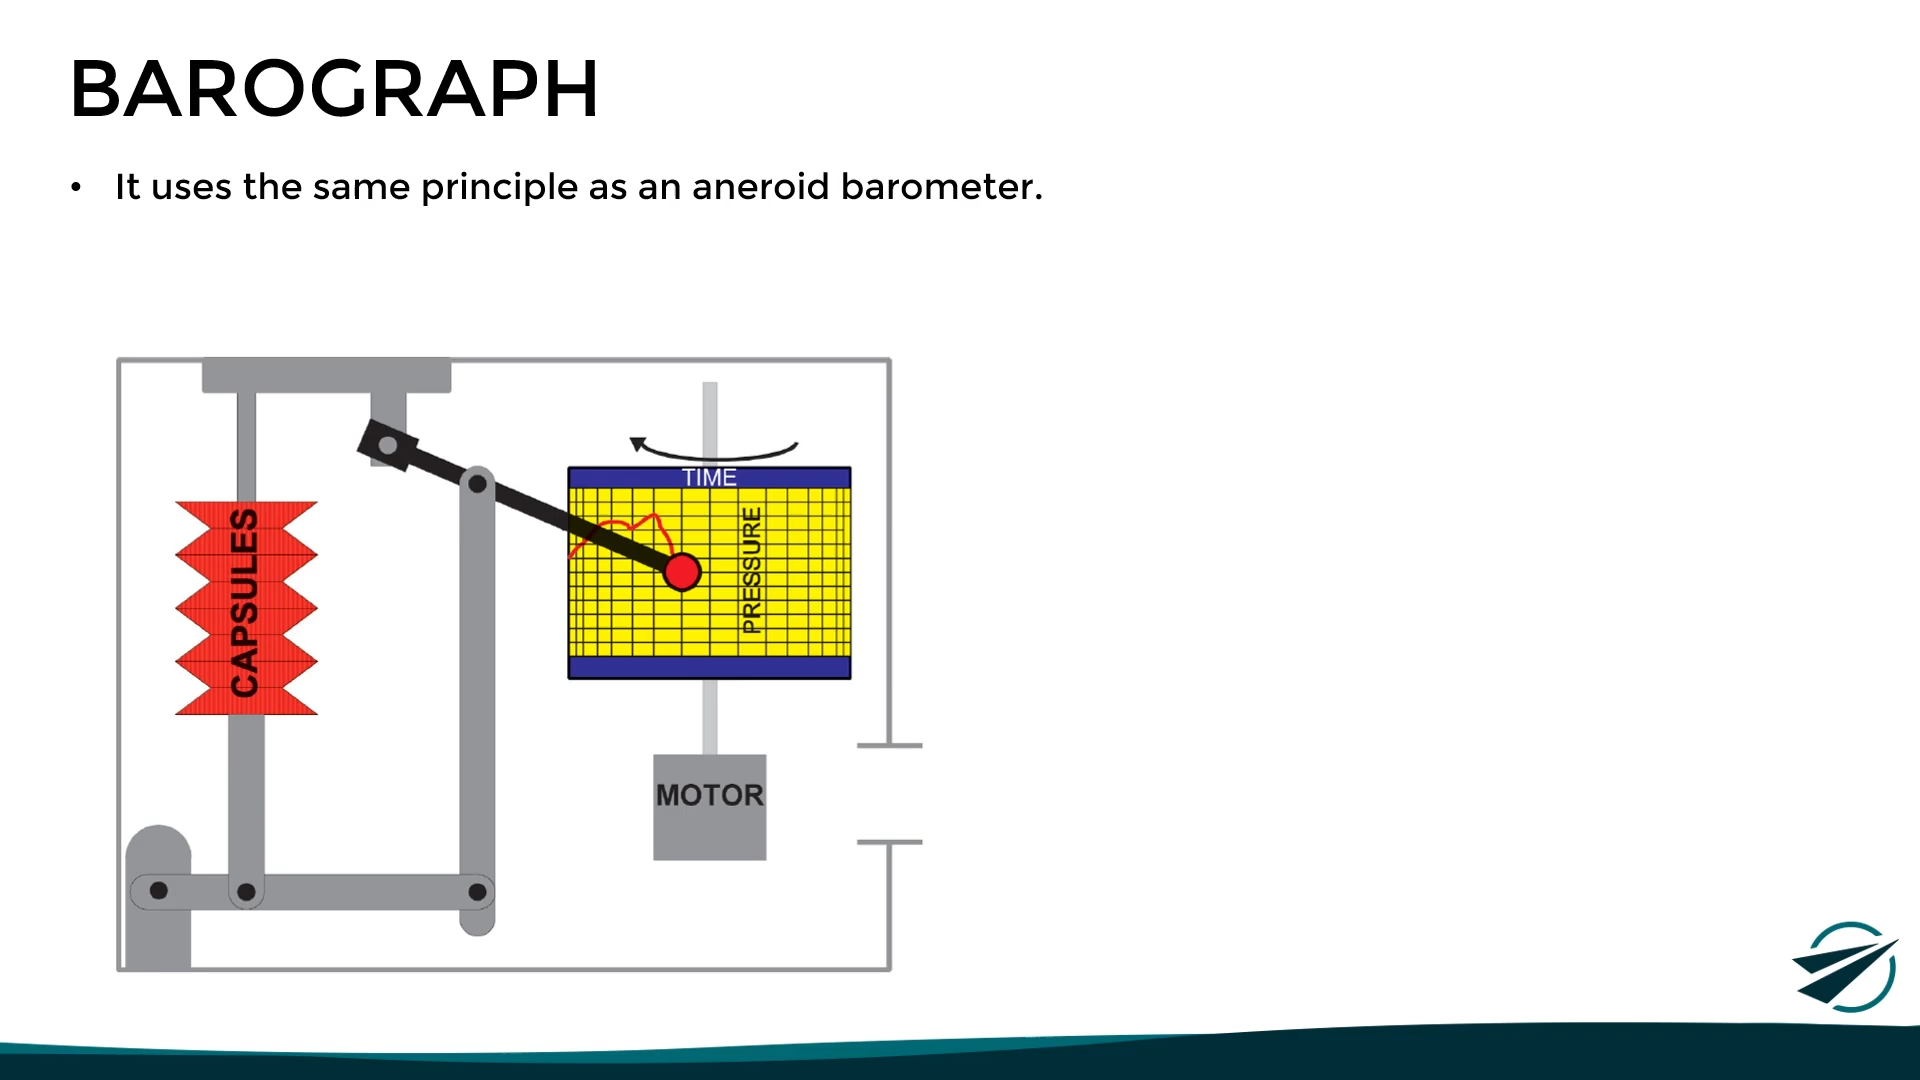 BAROGRAPH
• It uses the same principle as an aneroid barometer.
TIME
CAPSULES
PRESSURE
MOTOR